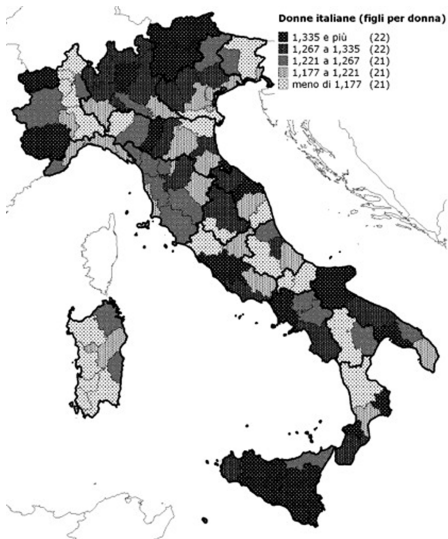 Donne italiane (figli per donna)
1,335 e più (22)
1,267 a 1,335 (22)
1,221 a 1,267 (21)
1,177 a 1,221 (21)
meno di 1,177 (21)